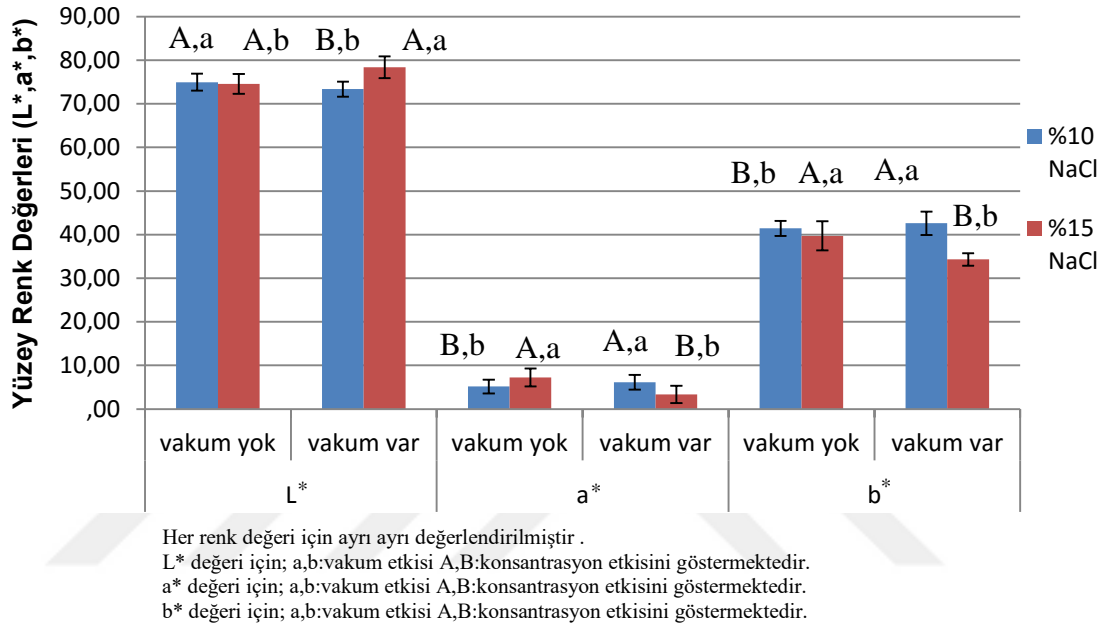 Yüzey Renk Değerleri (L*,a*,b*)
90,00
80,00
70,00
60,00
50,00
40,00
30,00
20,00
10,00
,00
A,a A,b B,b A,a
B,b A,a A,a B,b
B,b A,a A,a B,b
%10
NaCl
%15
NaCl
vakum yok vakum var vakum yok vakum var vakum yok vakum var
L* a* b*
Her renk değeri için ayrı ayrı değerlendirilmiştir .
L* değeri için; a,b:vakum etkisi A,B:konsantrasyon etkisini göstermektedir.
a* değeri için; a,b:vakum etkisi A,B:konsantrasyon etkisini göstermektedir.
b* değeri için; a,b:vakum etkisi A,B:konsantrasyon etkisini göstermektedir.